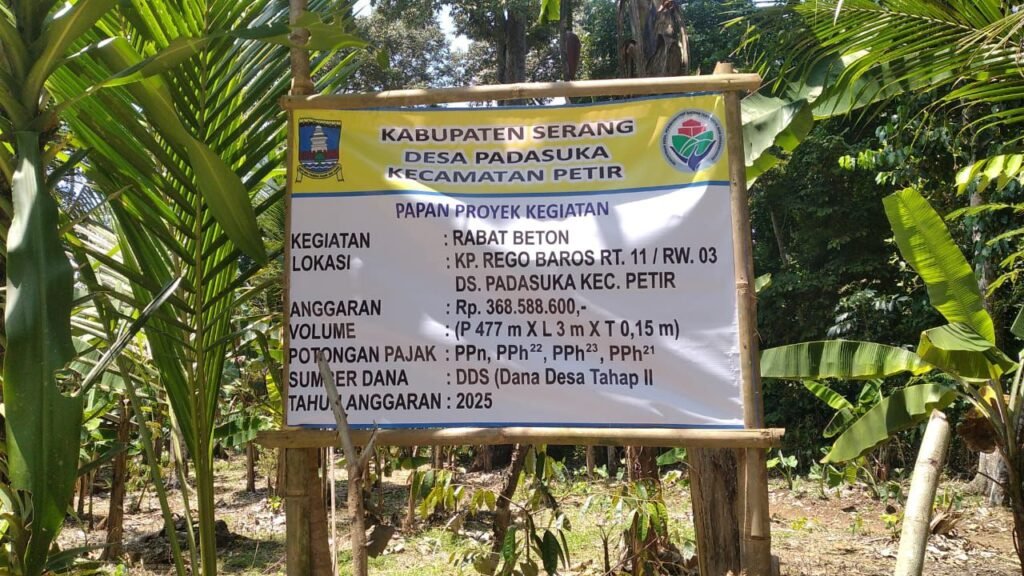 KABUPATEN SERANG
DESA PADASUKA
KECAMATAN PETIR
PAPAN PROYEK KEGIATAN
KEGIATAN : RABAT BETON
LOKASI : KP. REGO BAROS RT. 11 / RW. 03
DS. PADASUKA KEC. PETIR
ANGGARAN : Rp. 368.588.600,-
VOLUME : (P 477 m X L 3 m X T 0,15 m)
POTONGAN PAJAK : PPn, PPh²², PPh²³, PPh²¹
SUMBER DANA : DDS (Dana Desa Tahap II
TAHUN ANGGARAN : 2025